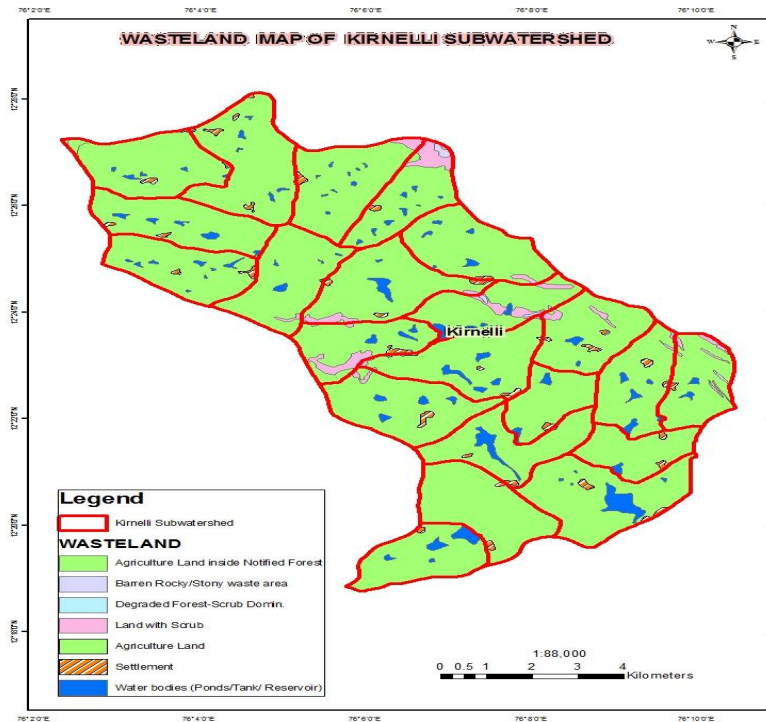 76°2'0"E 76°4'0"E 76°6'0"E 76°8'0"E 76°10'0"E
WASTELAND MAP OF KIRNELLI SUBWATERSHED
N
W E
S
Kirnelli
Legend
Kirnelli Subwatershed
WASTELAND
Agriculture Land inside Notified Forest
Barren Rocky/Stony waste area
Degraded Forest-Scrub Domin.
Land with Scrub
Agriculture Land
Settlement
Water bodies (Ponds/Tank/ Reservoir)
1:88,000
0 0.5 1 2 3 4
Kilometers
76°2'0"E 76°4'0"E 76°6'0"E 76°8'0"E 76°10'0"E